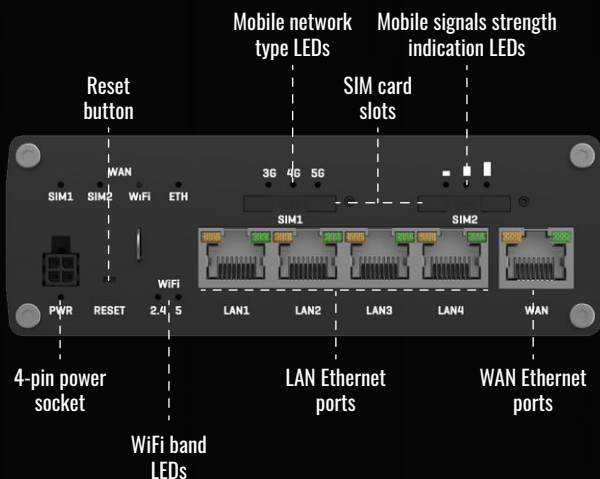 Mobile network
type LEDs
Mobile signals strength
indication LEDs
Reset
button
SIM card
slots
WAN
SIM1 SIM2 WiFi ETH
3G 4G 5G
SIM1
SIM2
WiFi
2.4 5
PWR RESET LAN1 LAN2 LAN3 LAN4 WAN
4-pin power
socket
LAN Ethernet
ports
WAN Ethernet
ports
WiFi band
LEDs